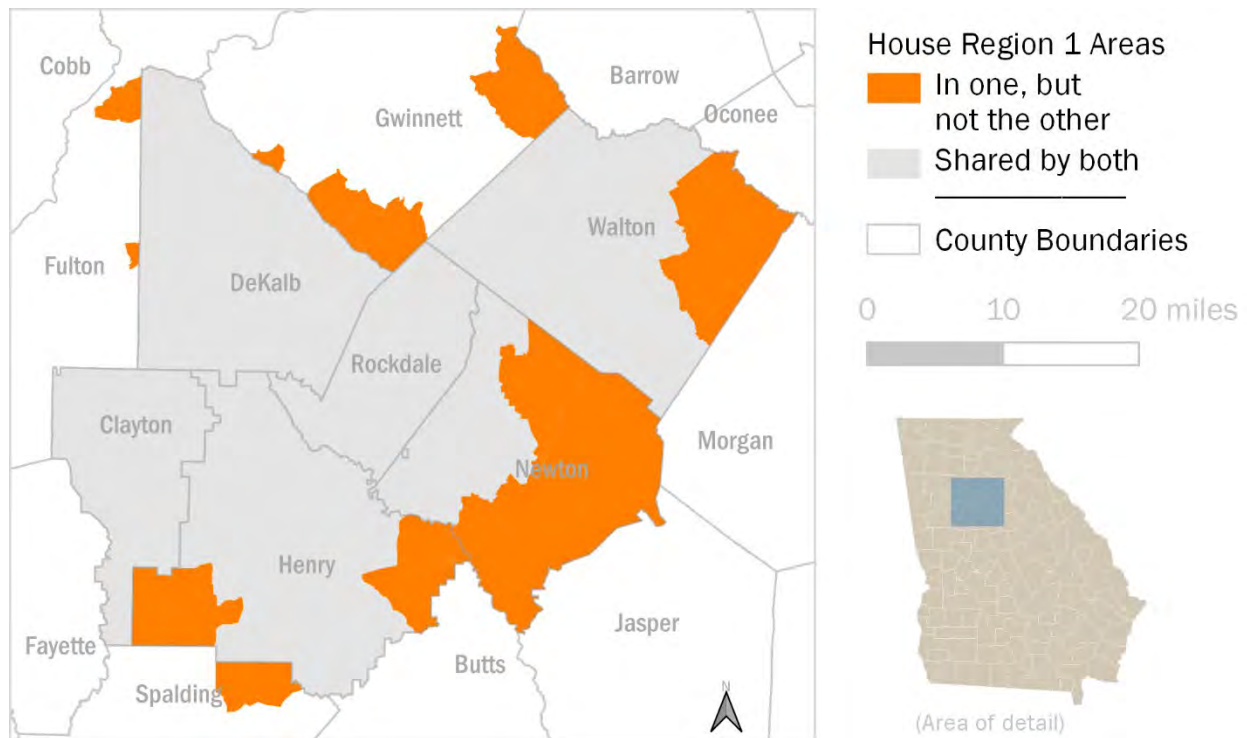 Cobb
Barrow
Gwinnett
Oconee
Walton
Fulton
DeKalb
Rockdale
Clayton
Morgan
Newton
Henry
Jasper
Fayette
Butts
Spalding
N
House Region 1 Areas
In one, but
not the other
Shared by both
County Boundaries
0 10 20 miles
(Area of detail)